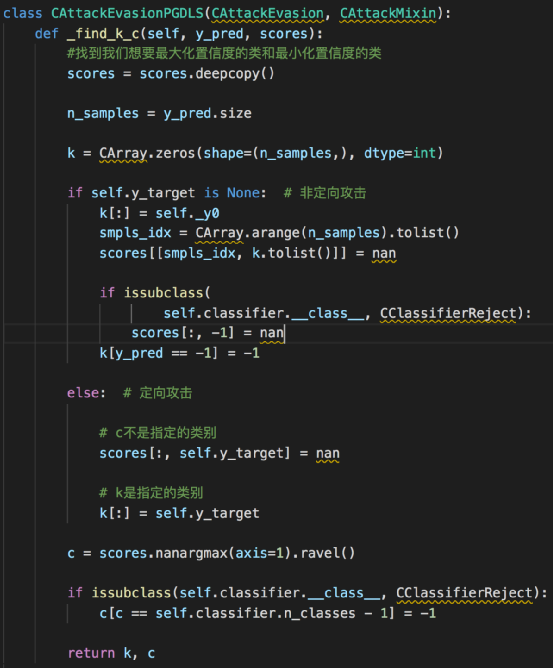 class CAttackEvasionPGDLS(CAttackEvasion, CAttackMixin):
    def _find_k_c(self, y_pred, scores):
        #找到我们想要最大化置信度的类和最小化置信度的类
        scores = scores.deepcopy()
        n_samples = y_pred.size
        k = CArray.zeros(shape=(n_samples,), dtype=int)
        if self.y_target is None:  # 非定向攻击
            k[:] = self._y0
            smpls_idx = CArray.arange(n_samples).tolist()
            scores[[smpls_idx, k.tolist()]] = nan
            if issubclass(
                    self.classifier.__class__, CClassifierReject):
                scores[:, -1] = nan
            k[y_pred == -1] = -1
        else:  # 定向攻击
            # c不是指定的类别
            scores[:, self.y_target] = nan
            # k是指定的类别
            k[:] = self.y_target
        c = scores.nanargmax(axis=1).ravel()
        if issubclass(self.classifier.__class__, CClassifierReject):
            c[c == self.classifier.n_classes - 1] = -1
        return k, c